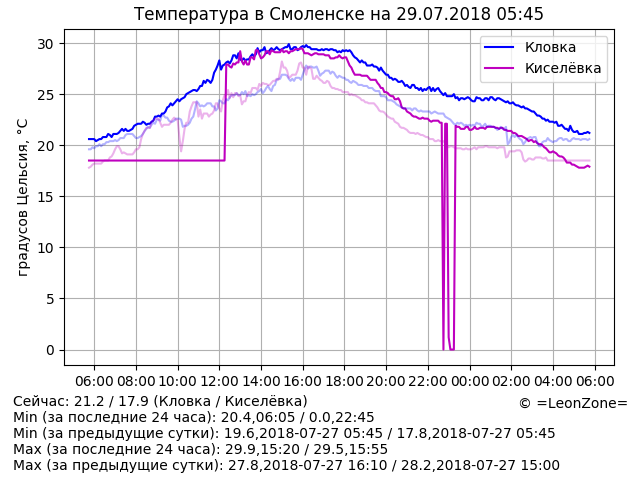 Температура в Смоленске на 29.07.2018 05:45
градусов Цельсия, °C
30
25
20
15
10
5
0
Кловка
Киселёвка
06:00 08:00 10:00 12:00 14:00 16:00 18:00 20:00 22:00 00:00 02:00 04:00 06:00
Сейчас: 21.2 / 17.9 (Кловка / Киселёвка)
© =LeonZone=
Min (за последние 24 часа): 20.4,06:05 / 0.0,22:45
Min (за предыдущие сутки): 19.6,2018-07-27 05:45 / 17.8,2018-07-27 05:45
Max (за последние 24 часа): 29.9,15:20 / 29.5,15:55
Max (за предыдущие сутки): 27.8,2018-07-27 16:10 / 28.2,2018-07-27 15:00